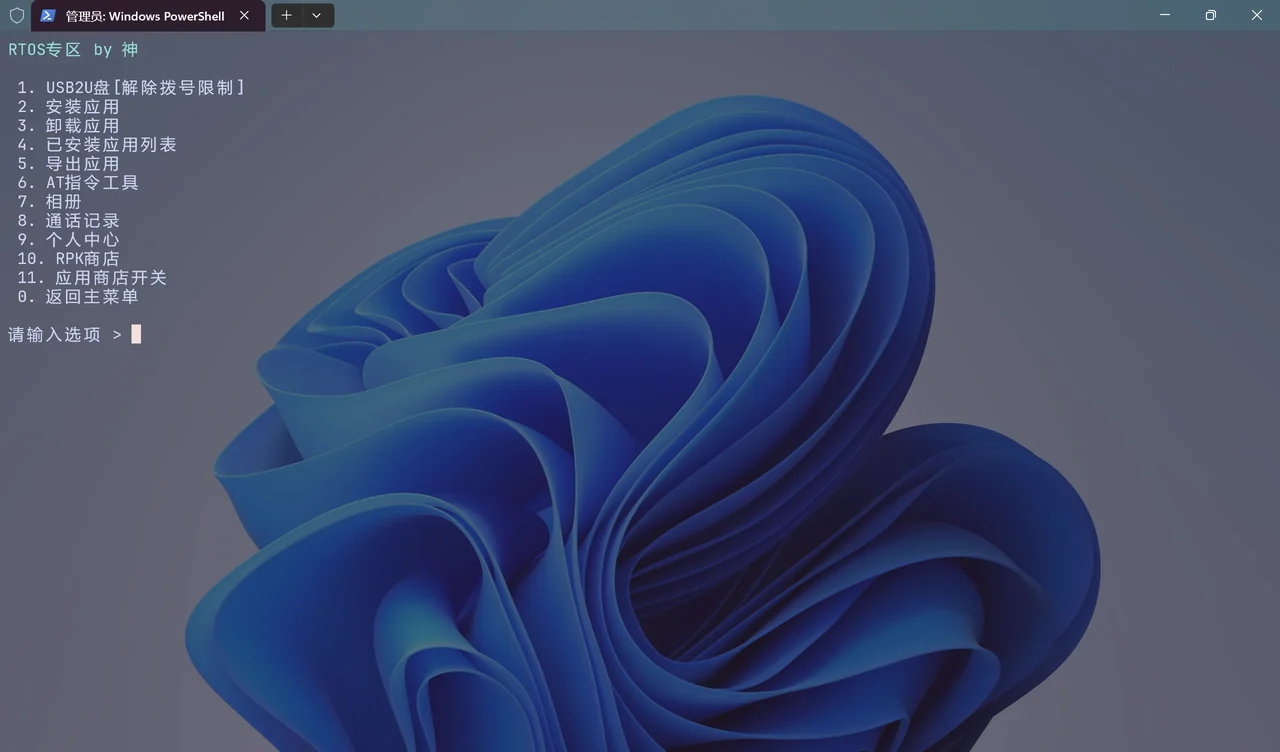 管理员: Windows PowerShell
RTOS专区 by 神
1. USB2U盘[解除拨号限制]
2. 安装应用
3. 卸载应用
4. 已安装应用列表
5. 导出应用
6. AT指令工具
7. 相册
8. 通话记录
9. 个人中心
10. RPK商店
11. 应用商店开关
0. 返回主菜单
请输入选项 >